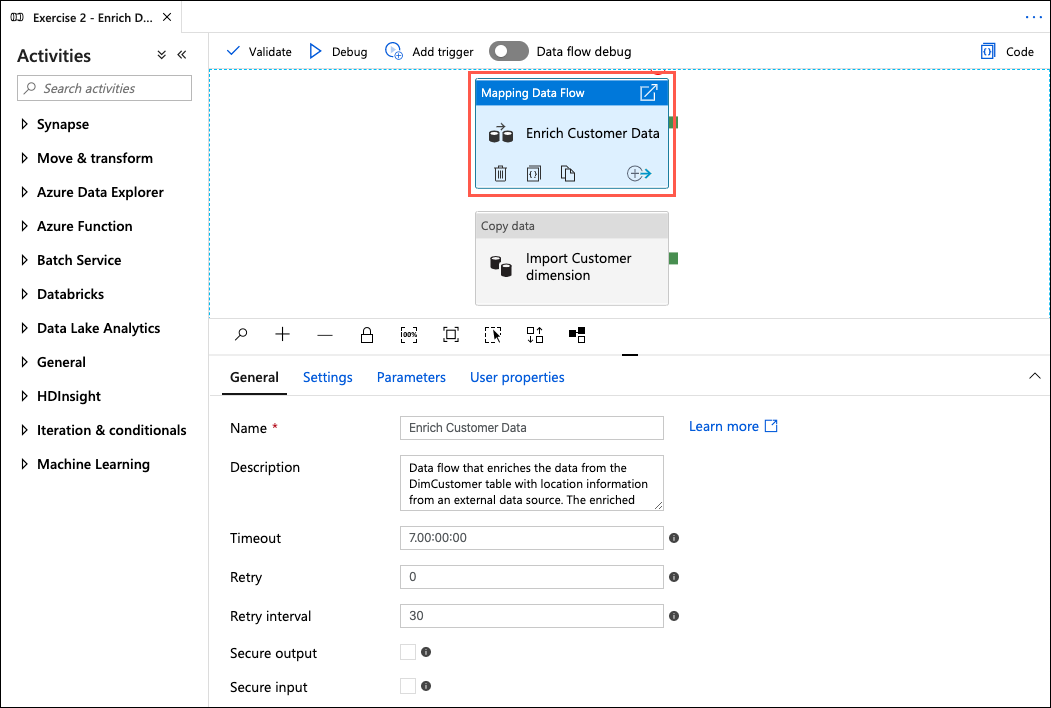 Exercise 2 - Enrich D...
Activities
Search activities
Synapse
Move & transform
Azure Data Explorer
Azure Function
Batch Service
Databricks
Data Lake Analytics
General
HDInsight
Iteration & conditionals
Machine Learning
Validate
Debug
Add trigger
Data flow debug
Code
Mapping Data Flow
Enrich Customer Data
Copy data
Import Customer
dimension
100%
General
Settings
Parameters
User properties
Name *
Enrich Customer Data
Learn more
Description
Data flow that enriches the data from the
DimCustomer table with location information
from an external data source. The enriched
Timeout
7.00:00:00
Retry
0
Retry interval
30
Secure output
Secure input